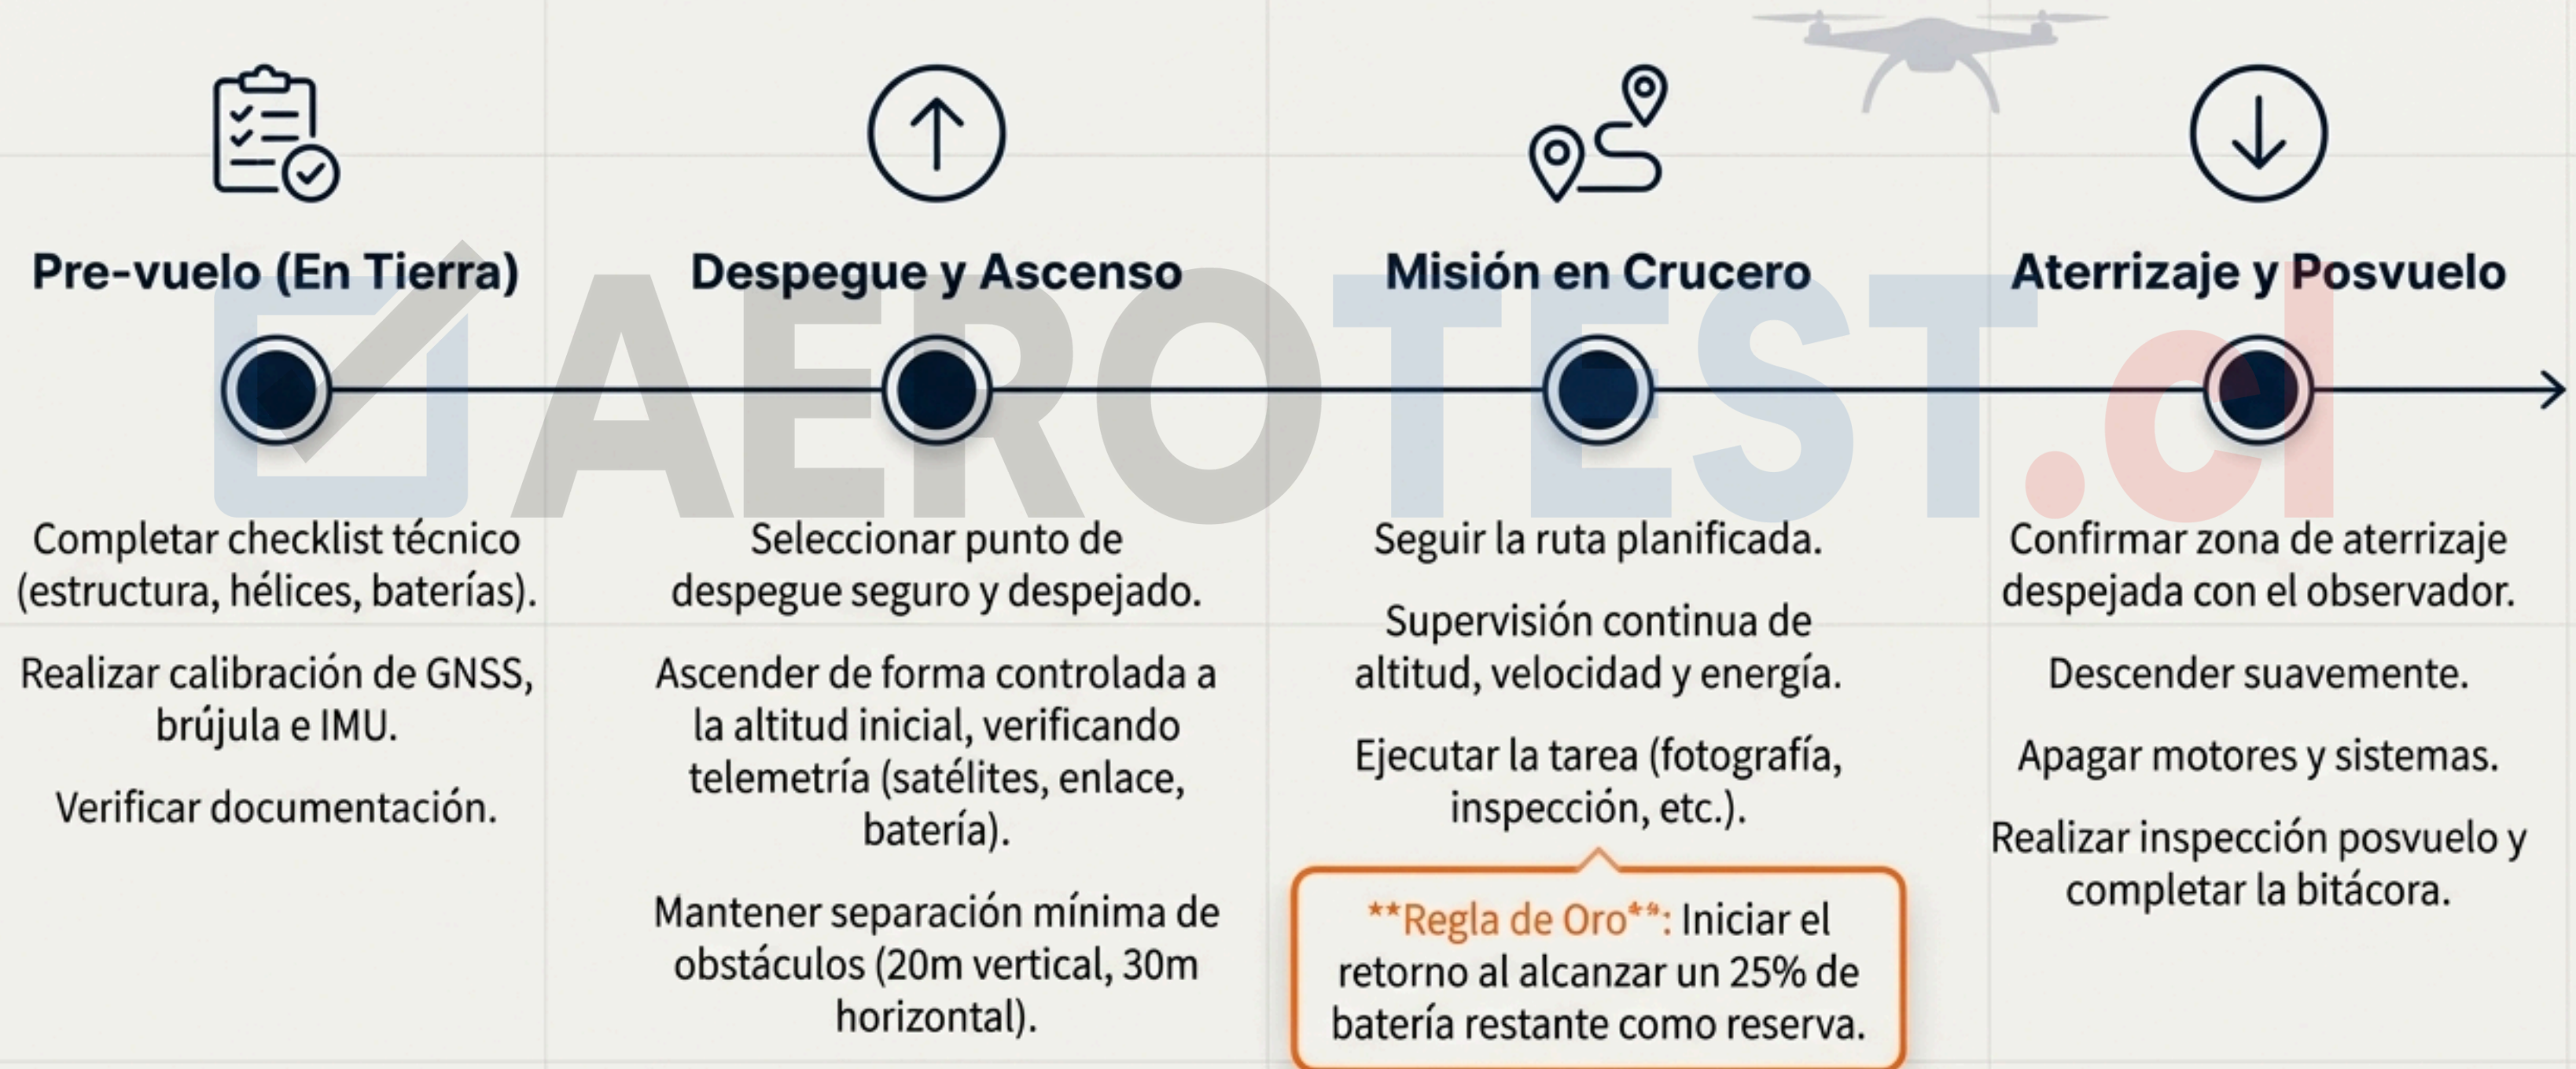 Pre-vuelo (En Tierra)
Completar checklist técnico
(estructura, hélices, baterías).
Realizar calibración de GNSS,
brújula e IMU.
Verificar documentación.
Despegue y Ascenso
Seleccionar punto de
despegue seguro y despejado.
Ascender de forma controlada a
la altitud inicial, verificando
telemetría (satélites, enlace,
batería).
Mantener separación mínima de
obstáculos (20m vertical, 30m
horizontal).
Misión en Crucero
Seguir la ruta planificada.
Supervisión continua de
altitud, velocidad y energía.
Ejecutar la tarea (fotografía,
inspección, etc.).
**Regla de Oro**: Iniciar el
retorno al alcanzar un 25% de
batería restante como reserva.
Aterrizaje y Posvuelo
Confirmar zona de aterrizaje
despejada con el observador.
Descender suavemente.
Apagar motores y sistemas.
Realizar inspección posvuelo y
completar la bitácora.
AEROTEST.cl